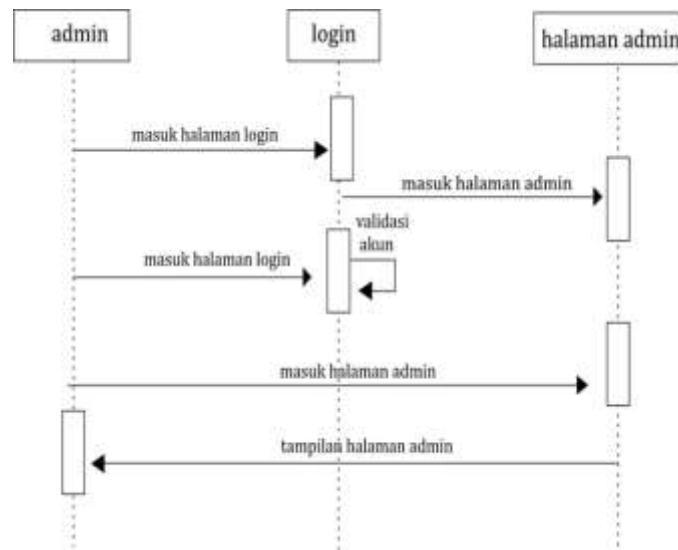 admin
login
halaman admin
masuk halaman login
masuk halaman admin
validasi
akun
masuk halaman login
masuk halaman admin
tampilan halaman admin